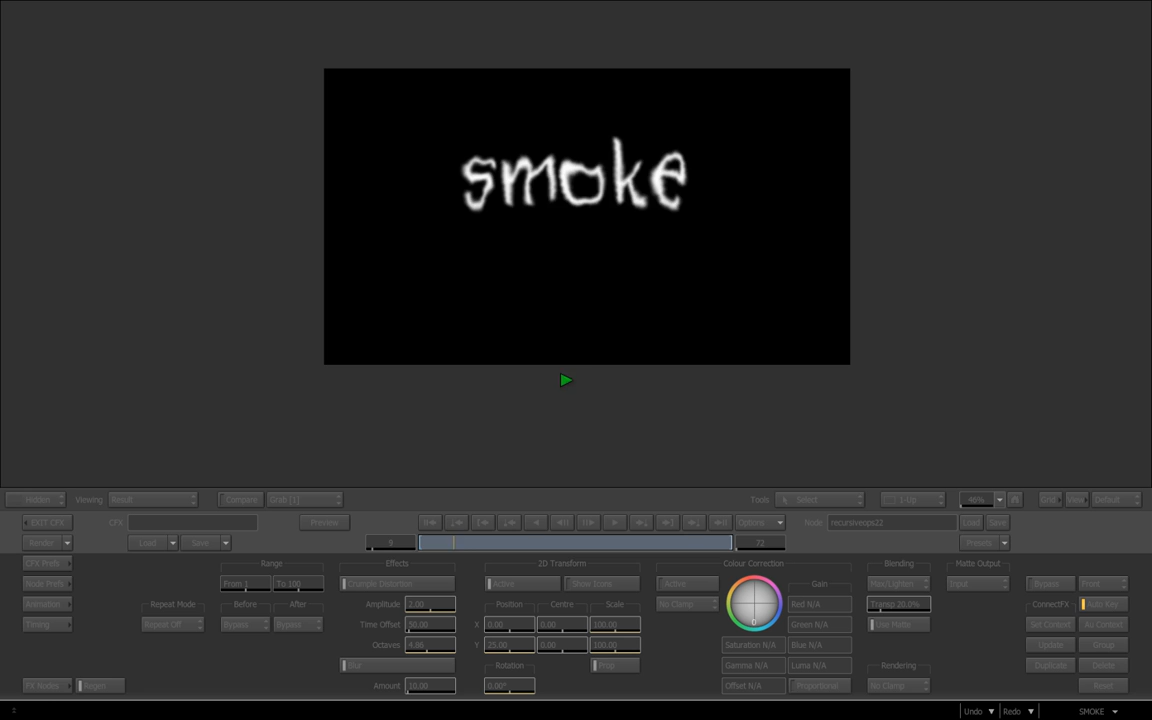 smoke
Hidden Viewing Result Compare Grab [1] Tools Select 1-Up 46% Grid View Default
EXIT CFX CFX Preview Options Node recursiveops22 Load Save
Render Load Save 9 72 Presets
CFX Prefs Range Effects 2D Transform Colour Correction Blending Matte Output
Node Prefs From 1 To 100 Crumple Distortion Active Show Icons Active Gain Max/Lighten Input Bypass Front
Animation Repeat Mode Before After Amplitude 2.00 Position Centre Scale No Clamp Red N/A Transp 20.0% ConnectFX Auto Key
Timing Repeat Off Bypass Bypass Time Offset 50.00 X 0.00 0.00 100.00 Green N/A Use Matte Set Context As Context
Octaves 4.86 Y 25.00 0.00 100.00 Saturation N/A Blue N/A Update Group
Blur Rotation Prop Gamma N/A Luma N/A Rendering Duplicate Delete
FX Nodes Regen Amount 10.00 0.00° Offset N/A Proportional No Clamp Reset
Undo Redo SMOKE